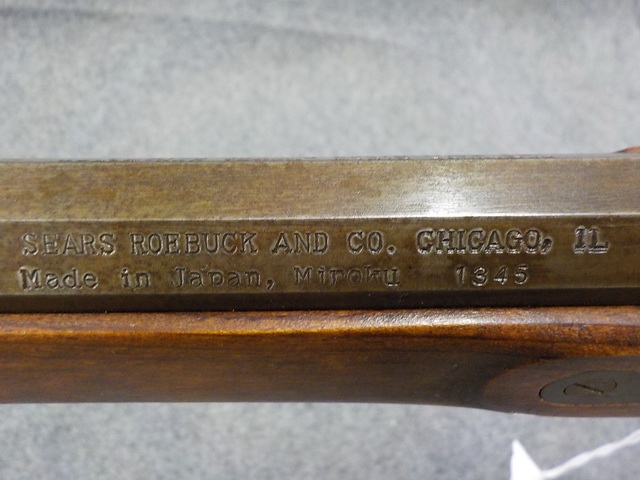 SEARS ROEBUCK AND CO. CHICAGO, IL
Made in Japan, Miroku 1345